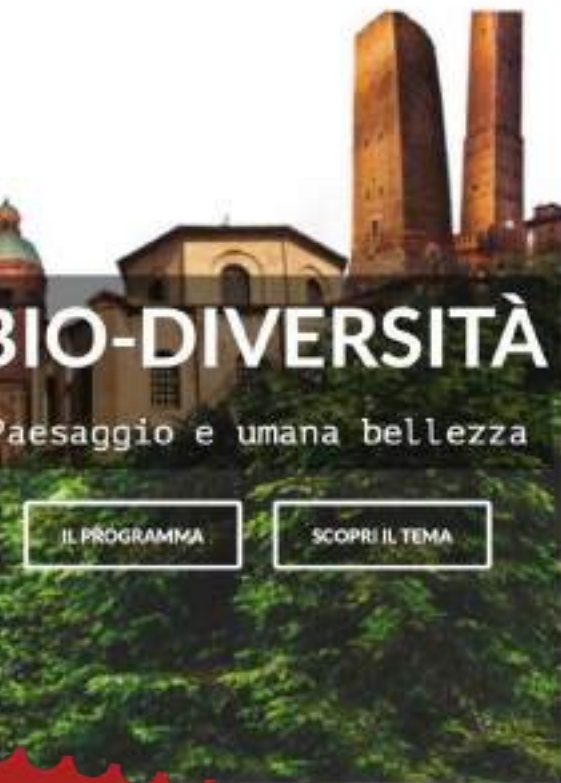 BIO-DIVERSITÀ
Paesaggio e umana bellezza
IL PROGRAMMA
SCOPRI IL TEMA